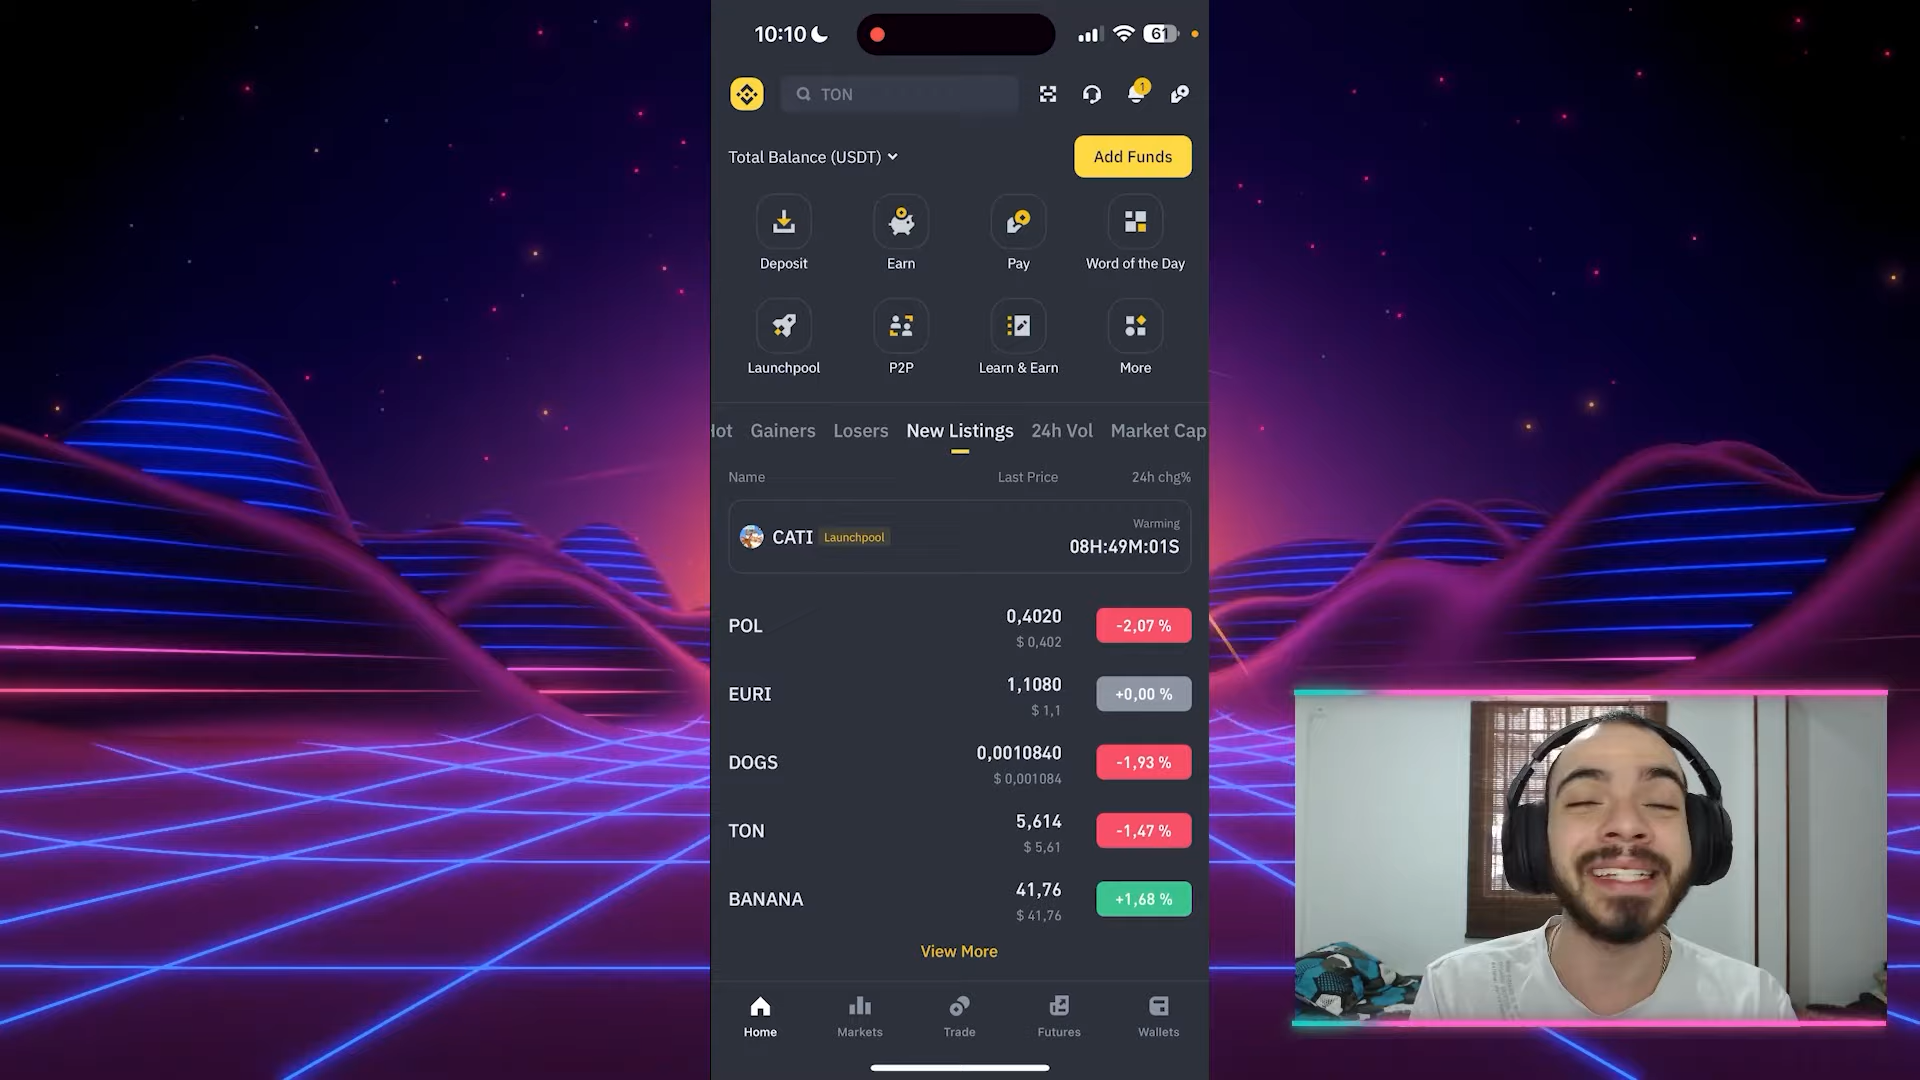 10:10
61
TON
1
Total Balance (USDT)
Add Funds
Deposit
Earn
Pay
Word of the Day
Launchpool
P2P
Learn & Earn
More
Hot
Gainers
Losers
New Listings
24h Vol
Market Cap
Name
Last Price
24h chg%
CATI
Launchpool
Warming
08H:49M:01S
POL
0,4020
-2,07 %
$ 0,402
EURI
1,1080
+0,00 %
$ 1,1
DOGS
0,0010840
-1,93 %
$ 0,001084
TON
5,614
-1,47 %
$ 5,61
BANANA
41,76
+1,68 %
$ 41,76
View More
Home
Markets
Trade
Futures
Wallets